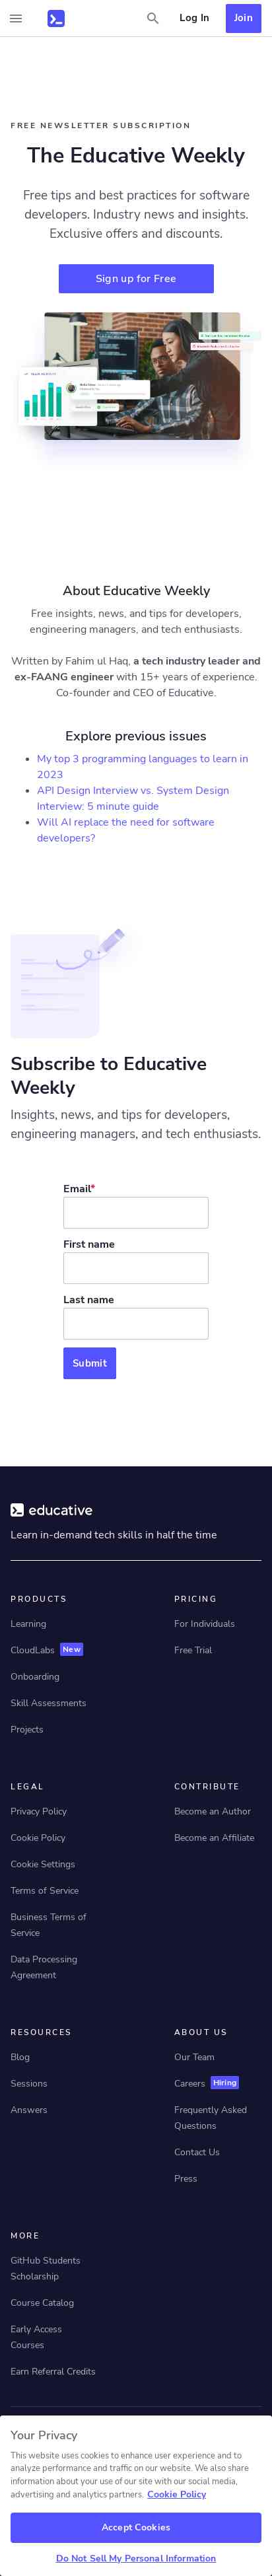 Log In
Join
FREE NEWSLETTER SUBSCRIPTION
The Educative Weekly
Free tips and best practices for software
developers. Industry news and insights.
Exclusive offers and discounts.
Sign up for Free
About Educative Weekly
Free insights, news, and tips for developers,
engineering managers, and tech enthusiasts.
Written by Fahim ul Haq, a tech industry leader and
ex-FAANG engineer with 15+ years of experience.
Co-founder and CEO of Educative.
Explore previous issues
My top 3 programming languages to learn in
2023
API Design Interview vs. System Design
Interview: 5 minute guide
Will AI replace the need for software
developers?
Subscribe to Educative
Weekly
Insights, news, and tips for developers,
engineering managers, and tech enthusiasts.
Email*
First name
Last name
Submit
educative
Learn in-demand tech skills in half the time
PRODUCTS
Learning
CloudLabs New
Onboarding
Skill Assessments
Projects
PRICING
For Individuals
Free Trial
LEGAL
Privacy Policy
Cookie Policy
Cookie Settings
Terms of Service
Business Terms of
Service
Data Processing
Agreement
CONTRIBUTE
Become an Author
Become an Affiliate
RESOURCES
Blog
Sessions
Answers
ABOUT US
Our Team
Careers Hiring
Frequently Asked
Questions
Contact Us
Press
MORE
GitHub Students
Scholarship
Course Catalog
Early Access
Courses
Earn Referral Credits
Your Privacy
This website uses cookies to enhance user experience and to
analyze performance and traffic on our website. We also share
information about your use of our site with our social media,
advertising and analytics partners. Cookie Policy
Accept Cookies
Do Not Sell My Personal Information